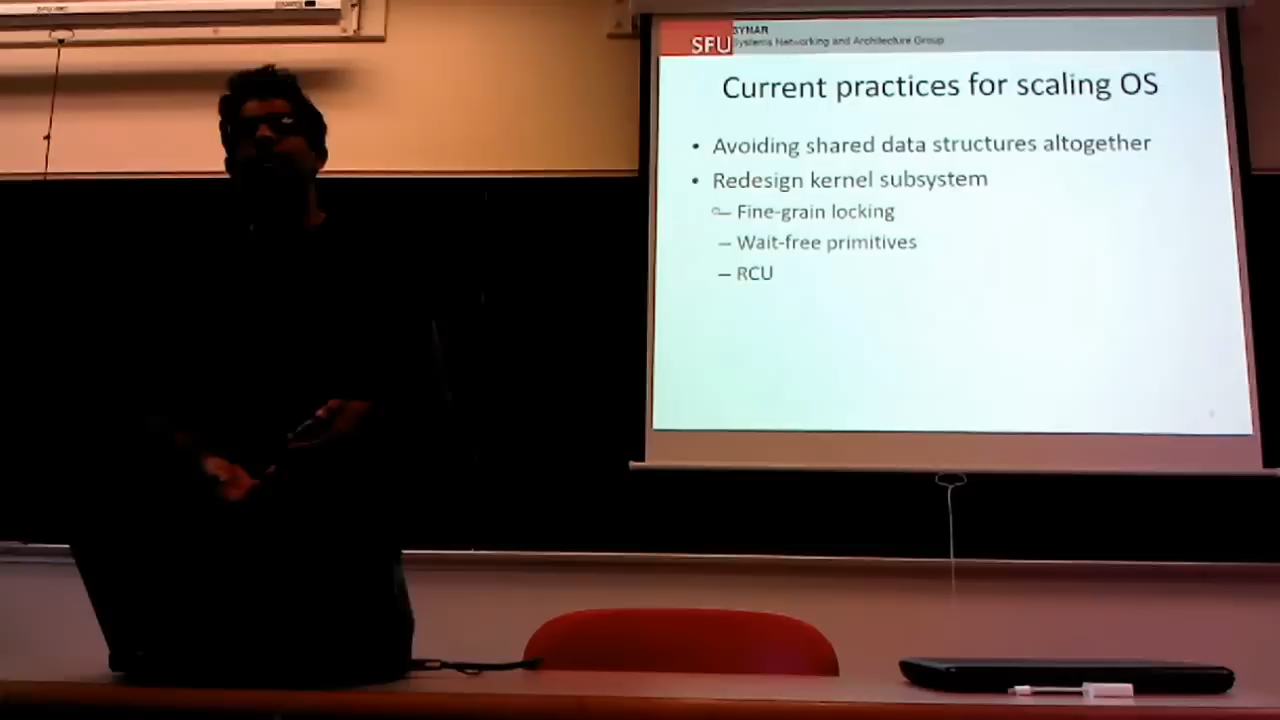 SFU
SYNAR
Systems Networking and Architecture Group
Current practices for scaling OS
• Avoiding shared data structures altogether
• Redesign kernel subsystem
– Fine-grain locking
– Wait-free primitives
– RCU